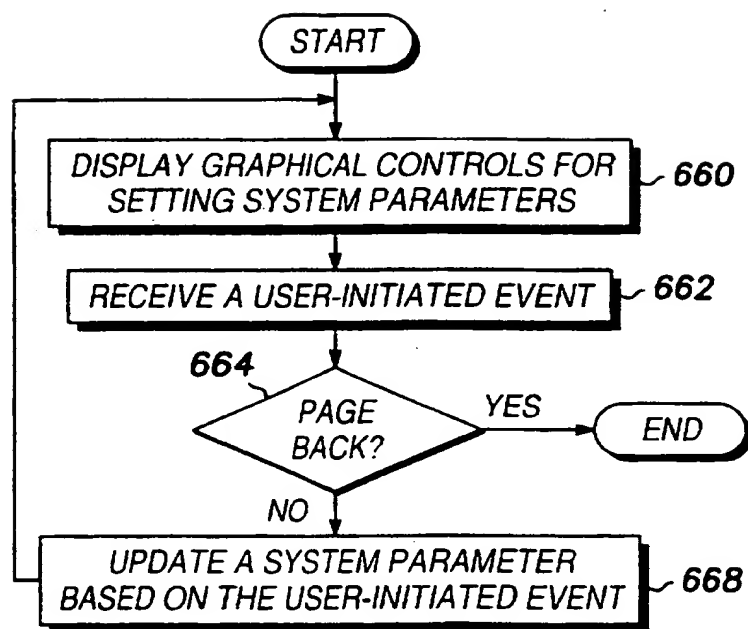 START
DISPLAY GRAPHICAL CONTROLS FOR
SETTING SYSTEM PARAMETERS
660
RECEIVE A USER-INITIATED EVENT
662
664
PAGE
BACK?
YES
END
NO
UPDATE A SYSTEM PARAMETER
BASED ON THE USER-INITIATED EVENT
668